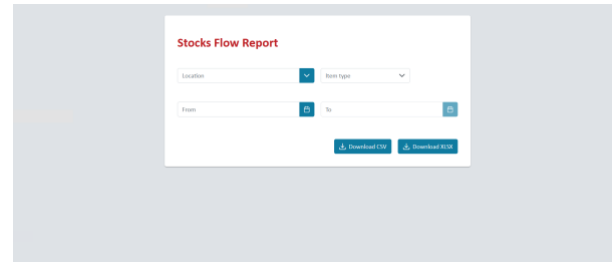 Stocks Flow Report
Location Item type
From To
Download CSV Download XLSX